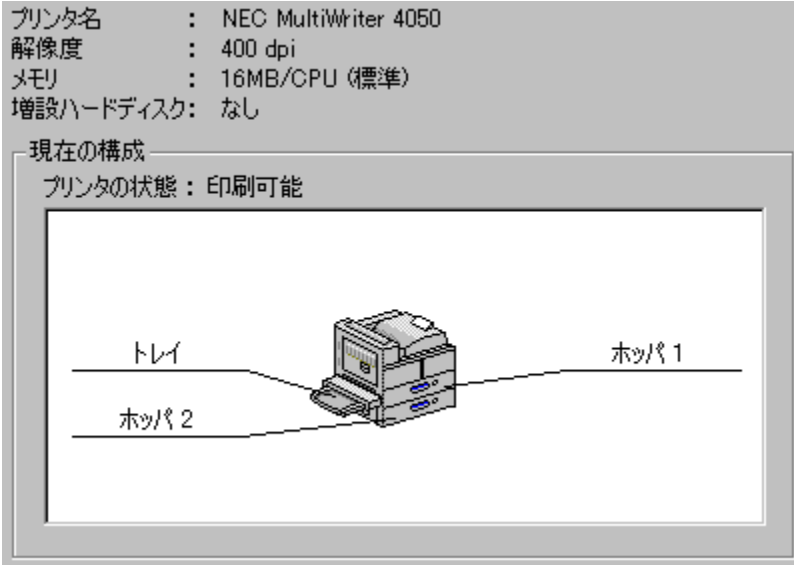 プリンタ名 : NEC MultiWriter 4050
解像度 : 400 dpi
メモリ : 16MB/CPU (標準)
増設ハードディスク: なし
現在の構成
プリンタの状態: 印刷可能
トレイ
ホッパ 1
ホッパ 2